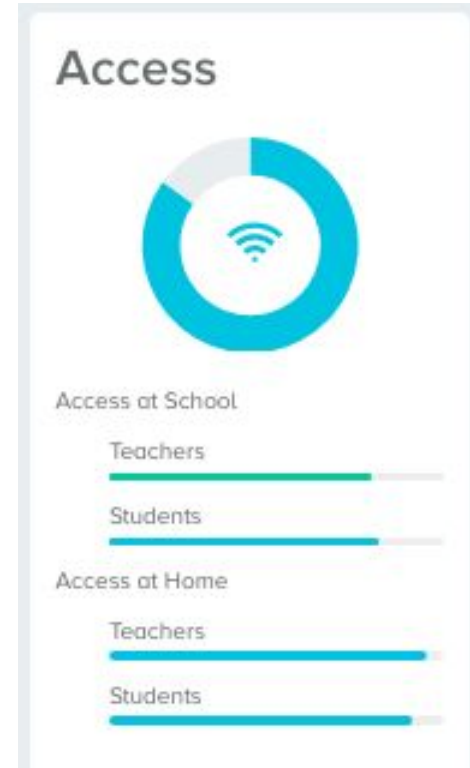 Access
Access at School
Teachers
Students
Access at Home
Teachers
Students